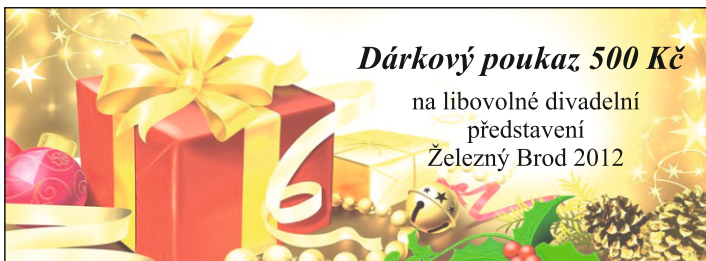 Dárkový poukaz 500 Kč
na libovolné divadelní
představení
Železný Brod 2012